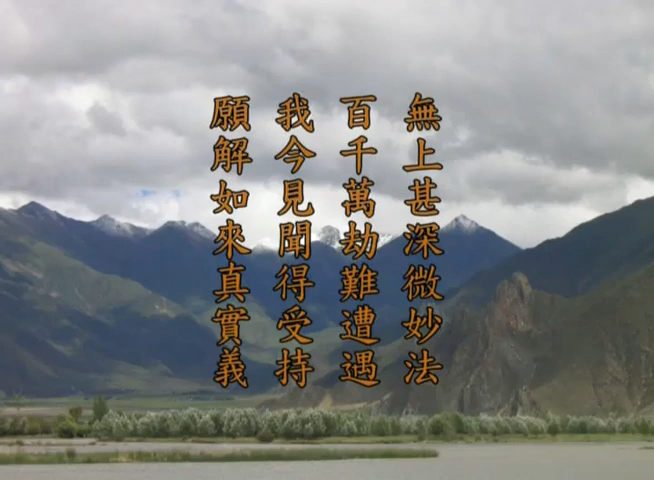 無上甚深微妙法
百千萬劫難遭遇
我今見聞得受持
願解如來真實義